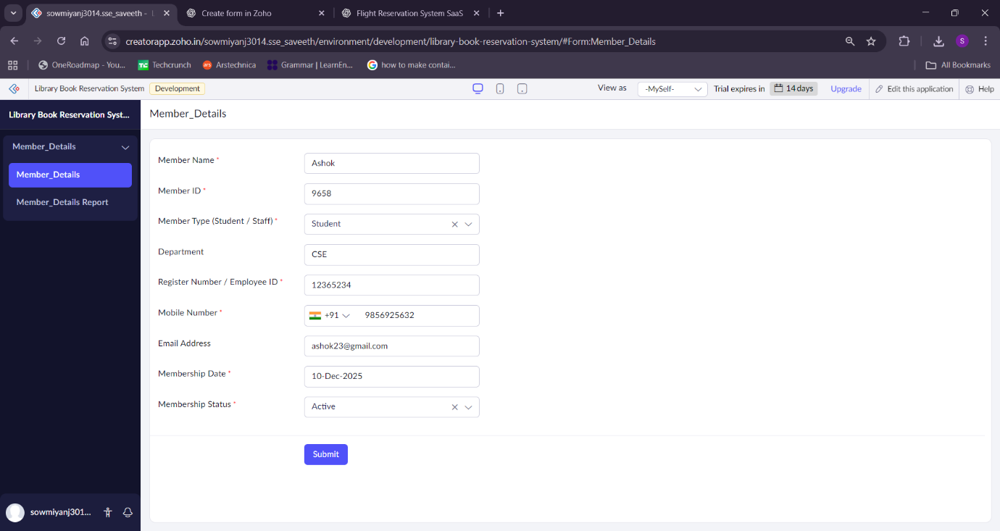 sowmiyanj3014.sse_saveeth -
Create form in Zoho
Flight Reservation System SaaS
creatorapp.zoho.in/sowmiyanj3014.sse_saveeth/environment/development/library-book-reservation-system/#Form:Member_Details
S
OneRoadmap - You...
TC Techcrunch
ars Arstechnica
Grammar | LearnEn...
G how to make contai...
All Bookmarks
Library Book Reservation System
Development
View as
-MySelf-
Trial expires in
14 days
Upgrade
Edit this application
Help
Library Book Reservation Syst...
Member_Details
Member_Details
Member_Details
Member_Details Report
Member Name *
Ashok
Member ID *
9658
Member Type (Student / Staff) *
Student
Department
CSE
Register Number / Employee ID *
12365234
Mobile Number *
+91
9856925632
Email Address
ashok23@gmail.com
Membership Date *
10-Dec-2025
Membership Status *
Active
Submit
sowmiyanj301...